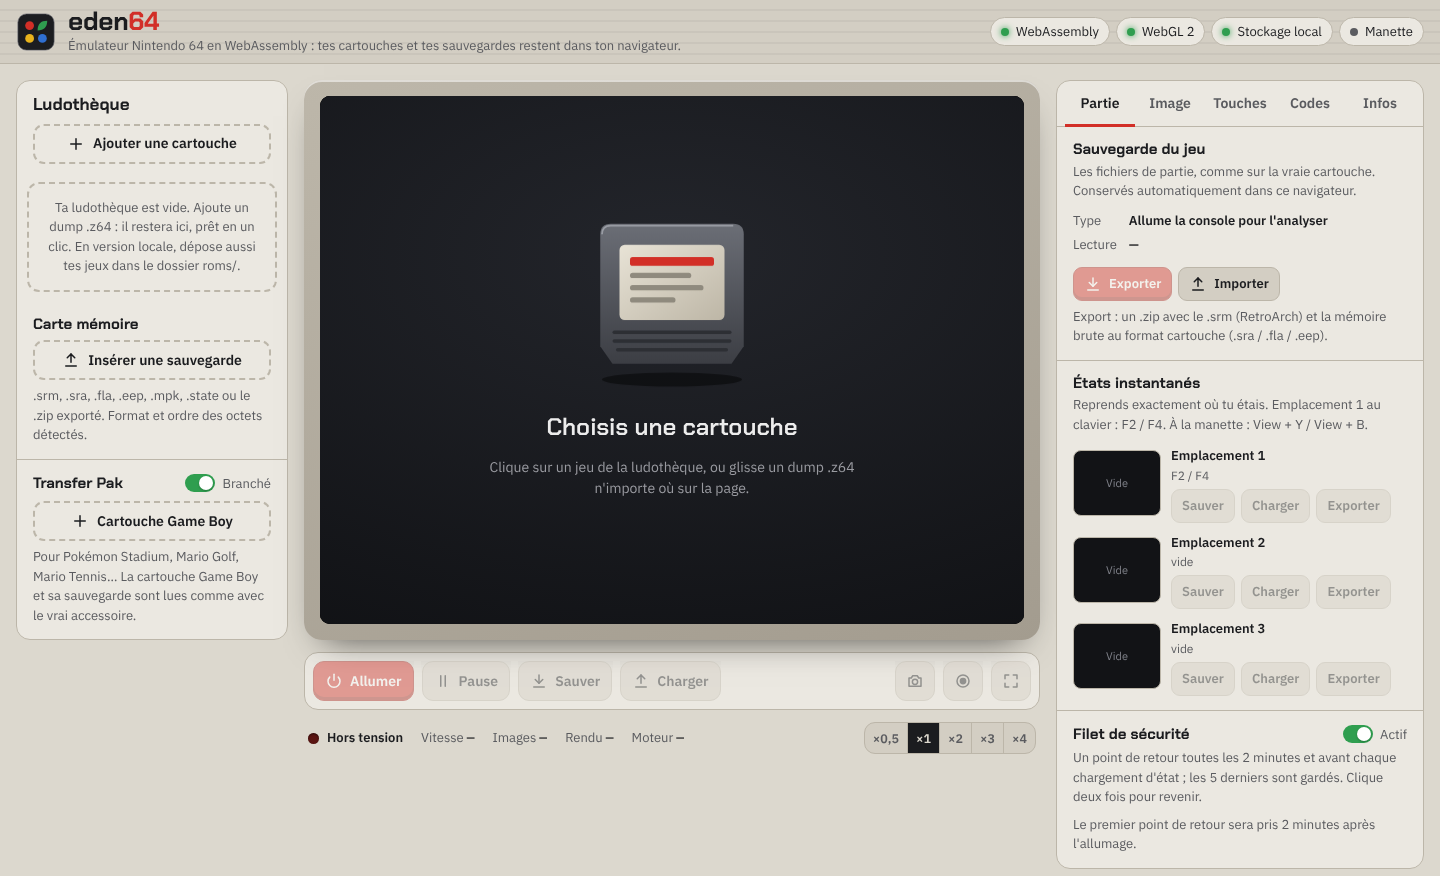 eden64
Émulateur Nintendo 64 en WebAssembly : tes cartouches et tes sauvegardes restent dans ton navigateur.
WebAssembly
WebGL 2
Stockage local
Manette
Ludothèque
Ajouter une cartouche
Ta ludothèque est vide. Ajoute un
dump .z64 : il restera ici, prêt en un
clic. En version locale, dépose aussi
tes jeux dans le dossier roms/.
Carte mémoire
Insérer une sauvegarde
.srm, .sra, .fla, .eep, .mpk, .state ou le
.zip exporté. Format et ordre des octets
détectés.
Transfer Pak
Branché
Cartouche Game Boy
Pour Pokémon Stadium, Mario Golf,
Mario Tennis... La cartouche Game Boy
et sa sauvegarde sont lues comme avec
le vrai accessoire.
Choisis une cartouche
Clique sur un jeu de la ludothèque, ou glisse un dump .z64
n'importe où sur la page.
Allumer
Pause
Sauver
Charger
Hors tension
Vitesse –
Images –
Rendu –
Moteur –
×0,5
×1
×2
×3
×4
Partie
Image
Touches
Codes
Infos
Sauvegarde du jeu
Les fichiers de partie, comme sur la vraie cartouche.
Conservés automatiquement dans ce navigateur.
Type Allume la console pour l'analyser
Lecture –
Exporter
Importer
Export : un .zip avec le .srm (RetroArch) et la mémoire
brute au format cartouche (.sra / .fla / .eep).
États instantanés
Reprends exactement où tu étais. Emplacement 1 au
clavier : F2 / F4. À la manette : View + Y / View + B.
Vide
Emplacement 1
F2 / F4
Sauver
Charger
Exporter
Vide
Emplacement 2
vide
Sauver
Charger
Exporter
Vide
Emplacement 3
vide
Sauver
Charger
Exporter
Filet de sécurité
Actif
Un point de retour toutes les 2 minutes et avant chaque
chargement d'état ; les 5 derniers sont gardés. Clique
deux fois pour revenir.
Le premier point de retour sera pris 2 minutes après
l'allumage.